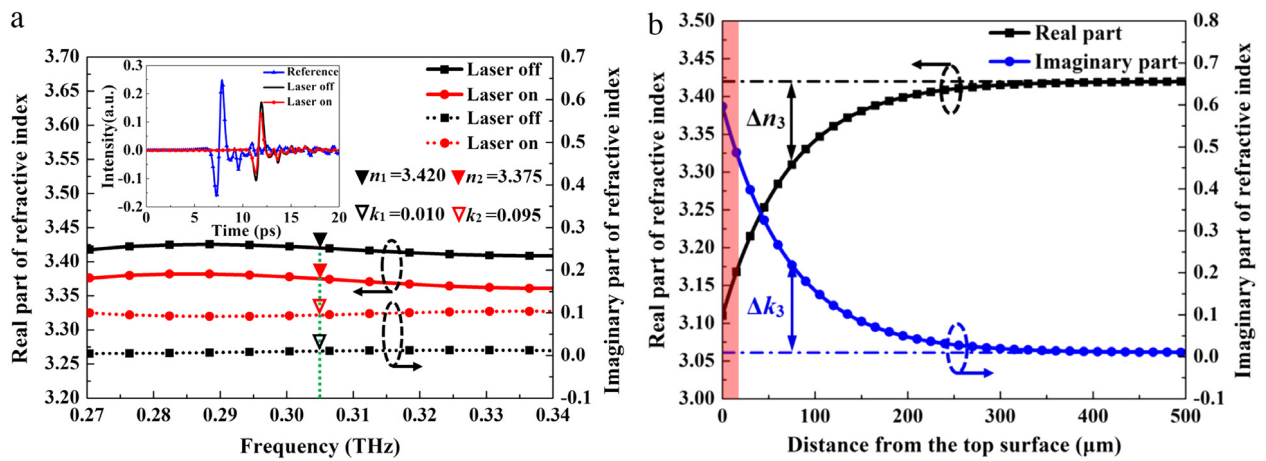 a
3.70
3.65
3.60
3.55
3.50
3.45
3.40
3.35
3.30
3.25
3.20
Real part of refractive index
0.27
0.28
0.29
0.30
0.31
0.32
0.33
0.34
Frequency (THz)
0.7
0.6
0.5
0.4
0.3
0.2
0.1
0.0
-0.1
Imaginary part of refractive index
0.3
0.2
0.1
0.0
-0.1
-0.2
Intensity(a.u.)
0
5
10
15
20
Time (ps)
Reference
Laser off
Laser on
Laser off
Laser on
Laser off
Laser on
n1=3.420
n2=3.375
k1=0.010
k2=0.095
b
3.50
3.45
3.40
3.35
3.30
3.25
3.20
3.15
3.10
3.05
3.00
Real part of refractive index
0
100
200
300
400
500
Distance from the top surface (μm)
0.8
0.7
0.6
0.5
0.4
0.3
0.2
0.1
0.0
-0.1
Imaginary part of refractive index
Real part
Imaginary part
Δn3
Δk3